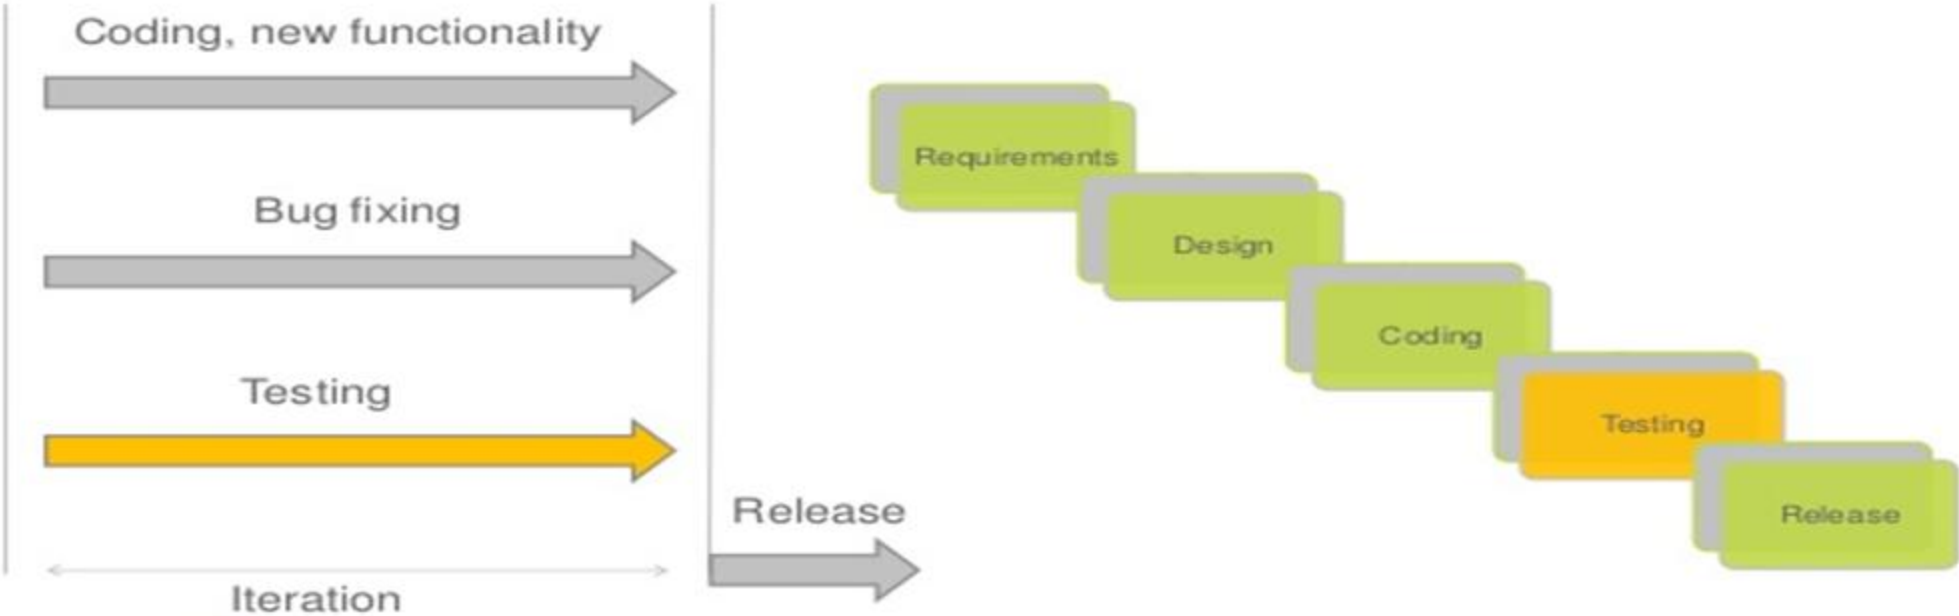 Coding, new functionality
Bug fixing
Testing
Iteration
Release
Requirements
Design
Coding
Testing
Release